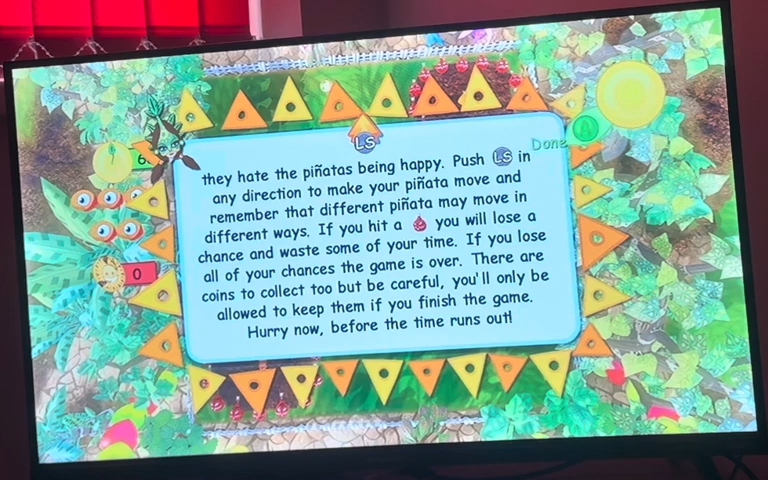 LS
6
Done
A
they hate the piñatas being happy. Push LS in
any direction to make your piñata move and
remember that different piñata may move in
different ways. If you hit a you will lose a
chance and waste some of your time. If you lose
all of your chances the game is over. There are
coins to collect too but be careful, you'll only be
allowed to keep them if you finish the game.
Hurry now, before the time runs out!
0